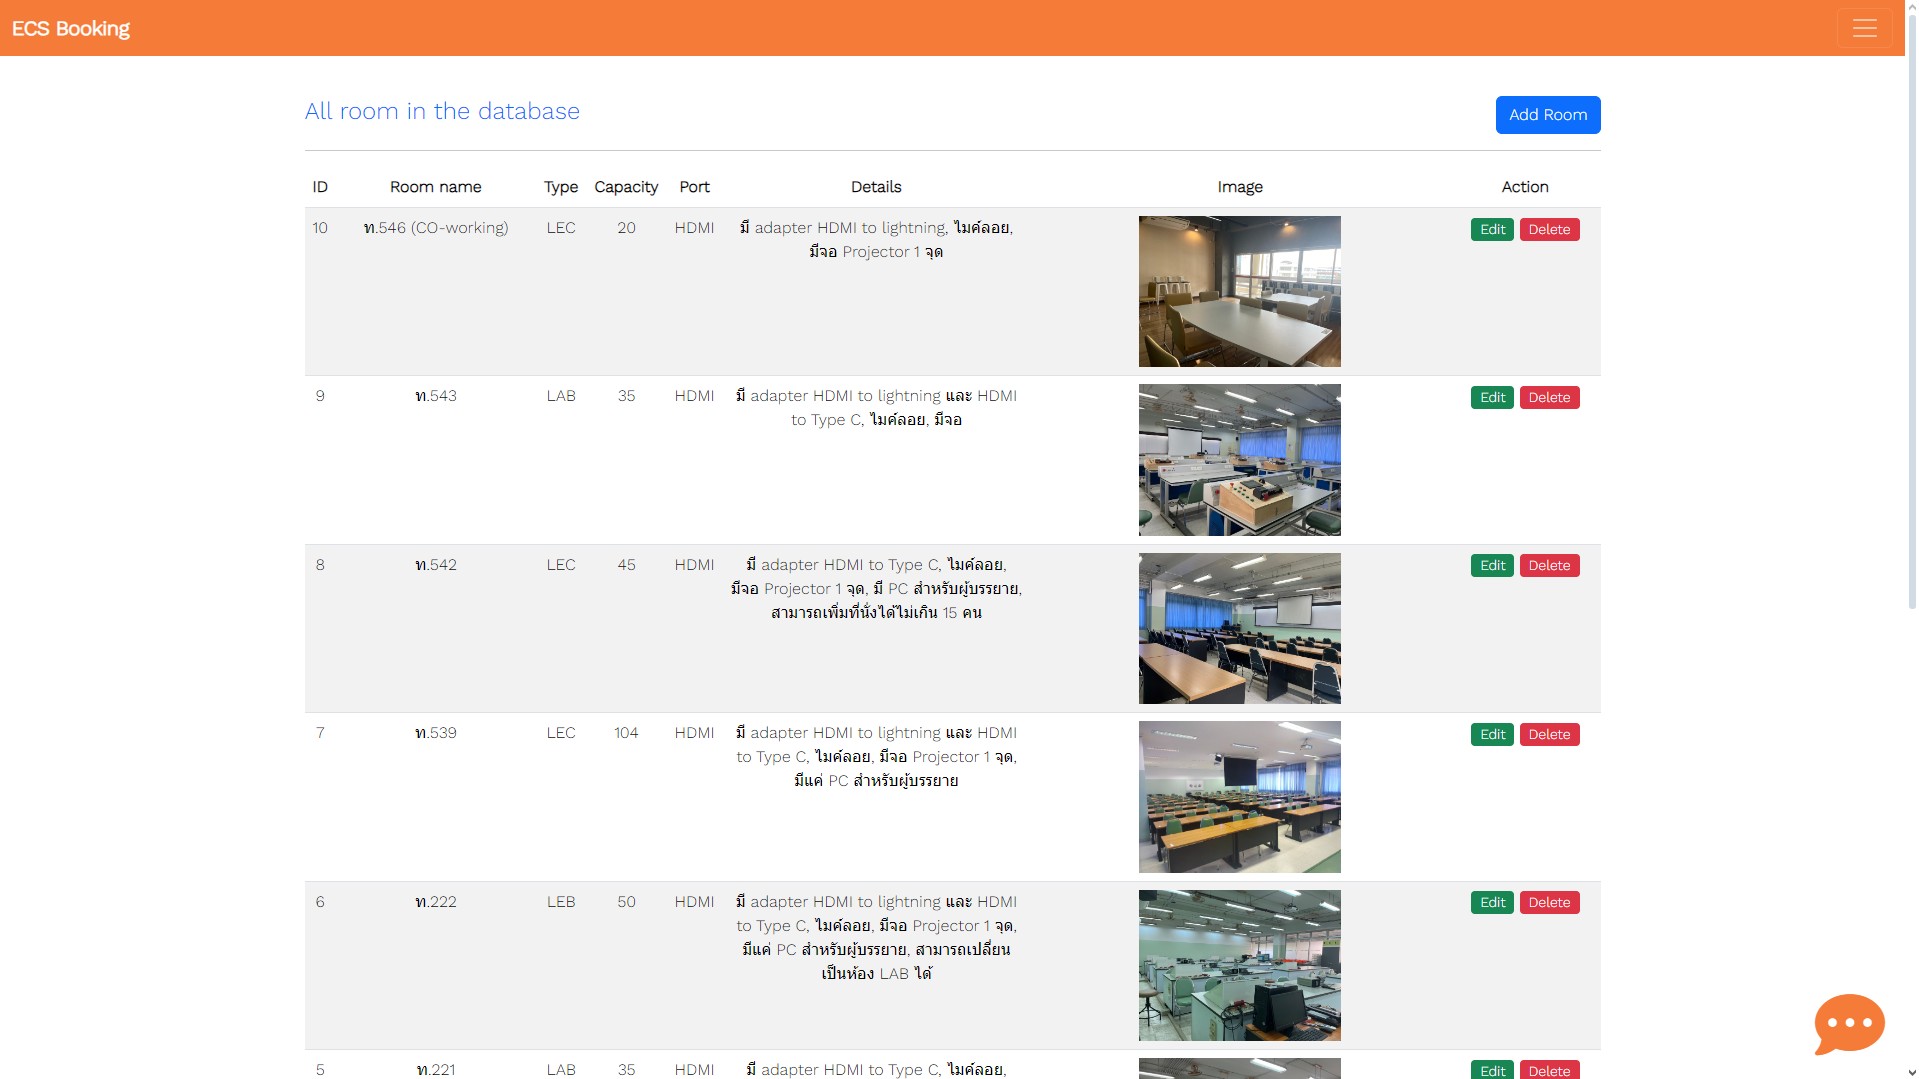 ECS Booking
All room in the database
Add Room
ID Room name Type Capacity Port Details Image Action
10 ท.546 (CO-working) LEC 20 HDMI มี adapter HDMI to lightning, ไมค์ลอย, Edit Delete
มีจอ Projector 1 จุด
9 ท.543 LAB 35 HDMI มี adapter HDMI to lightning และ HDMI Edit Delete
to Type C, ไมค์ลอย, มีจอ
8 ท.542 LEC 45 HDMI มี adapter HDMI to Type C, ไมค์ลอย, Edit Delete
มีจอ Projector 1 จุด, มี PC สำหรับผู้บรรยาย,
สามารถเพิ่มที่นั่งได้ไม่เกิน 15 คน
7 ท.539 LEC 104 HDMI มี adapter HDMI to lightning และ HDMI Edit Delete
to Type C, ไมค์ลอย, มีจอ Projector 1 จุด,
มีแค่ PC สำหรับผู้บรรยาย
6 ท.222 LEB 50 HDMI มี adapter HDMI to lightning และ HDMI Edit Delete
to Type C, ไมค์ลอย, มีจอ Projector 1 จุด,
มีแค่ PC สำหรับผู้บรรยาย, สามารถเปลี่ยน
เป็นห้อง LAB ได้
5 ท.221 LAB 35 HDMI มี adapter HDMI to Type C, ไมค์ลอย, Edit Delete